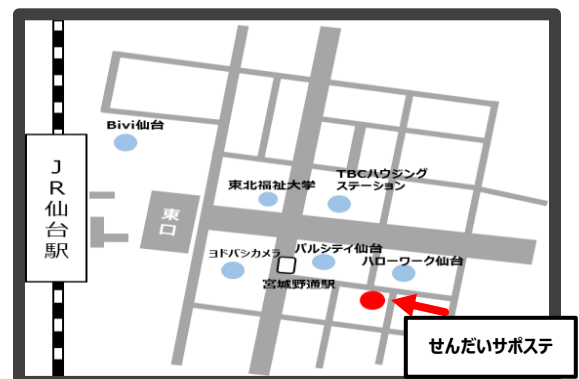 Bivi仙台
JR仙台駅
東口
東北福祉大学
TBCハウジング
ステーション
ヨドバシカメラ
パルシティ仙台
ハローワーク仙台
宮城野通駅
せんだいサポステ